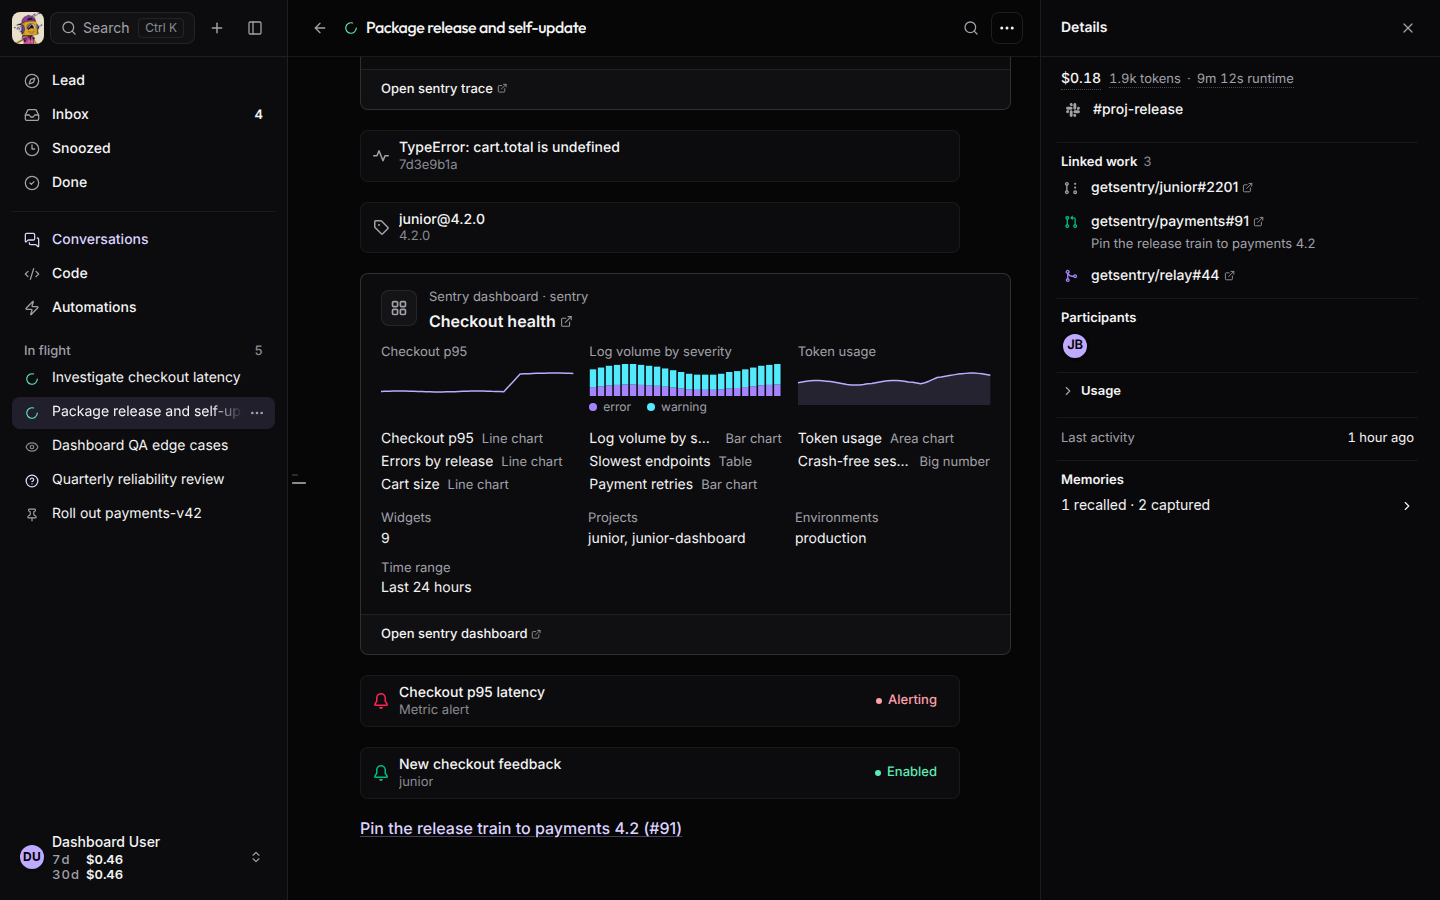 Search Ctrl K
Lead
Inbox 4
Snoozed
Done
Conversations
Code
Automations
In flight 5
Investigate checkout latency
Package release and self-up
Dashboard QA edge cases
Quarterly reliability review
Roll out payments-v42
DU Dashboard User
7d $0.46
30d $0.46
Package release and self-update
Open sentry trace
TypeError: cart.total is undefined
7d3e9b1a
junior@4.2.0
4.2.0
Sentry dashboard · sentry
Checkout health
Checkout p95
Log volume by severity
error warning
Token usage
Checkout p95 Line chart
Log volume by s... Bar chart
Token usage Area chart
Errors by release Line chart
Slowest endpoints Table
Crash-free ses... Big number
Cart size Line chart
Payment retries Bar chart
Widgets
9
Projects
junior, junior-dashboard
Environments
production
Time range
Last 24 hours
Open sentry dashboard
Checkout p95 latency
Metric alert
Alerting
New checkout feedback
junior
Enabled
Pin the release train to payments 4.2 (#91)
Details
$0.18 1.9k tokens · 9m 12s runtime
#proj-release
Linked work 3
getsentry/junior#2201
getsentry/payments#91
Pin the release train to payments 4.2
getsentry/relay#44
Participants
JB
Usage
Last activity 1 hour ago
Memories
1 recalled · 2 captured